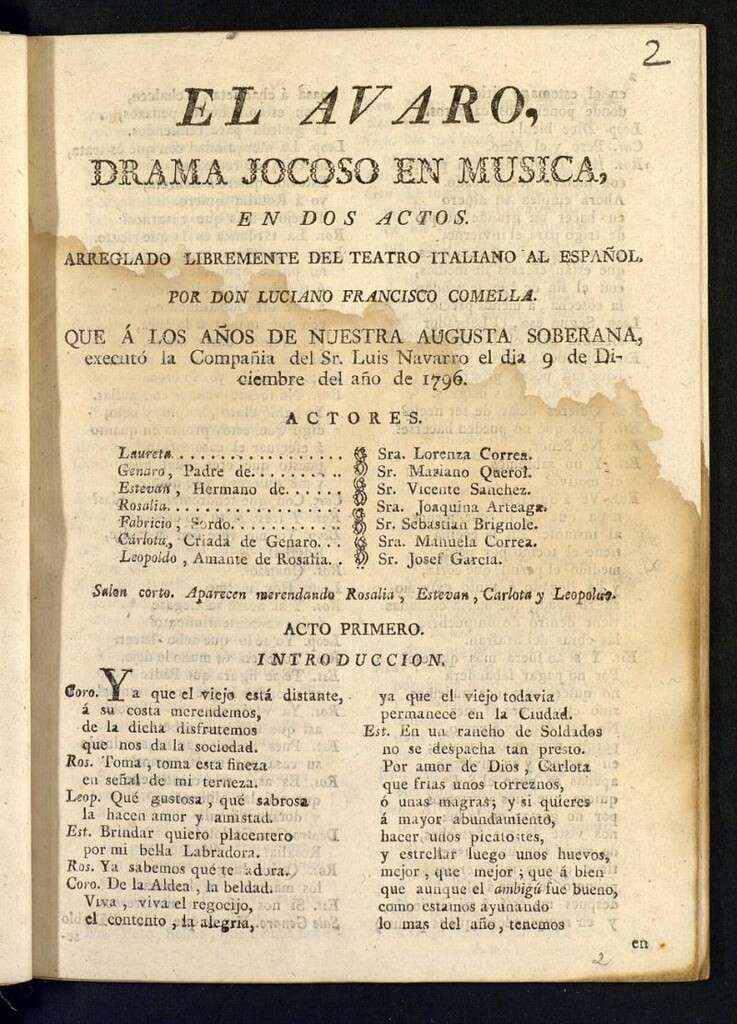 2
EL AVARO,
DRAMA JOCOSO EN MUSICA,
EN DOS ACTOS.
ARREGLADO LIBREMENTE DEL TEATRO ITALIANO AL ESPAÑOL,
POR DON LUCIANO FRANCISCO COMELLA.
QUE Á LOS AÑOS DE NUESTRA AUGUSTA SOBERANA,
executó la Compañia del Sr. Luis Navarro el dia 9 de Di-
ciembre del año de 1796.
ACTORES.
Laureta. . . . . . . . . . . . . . . . . Sra. Lorenza Correa.
Genaro, Padre de. . . . . . . . . Sr. Mariano Querol.
Estevan, Hermano de. . . . . . Sr. Vicente Sanchez.
Rosalia. . . . . . . . . . . . . . . . . Sra. Joaquina Arteaga.
Fabricio, Sordo. . . . . . . . . . . Sr. Sebastian Brignole.
Carlota, Criada de Genaro. . . Sra. Manuela Correa.
Leopoldo, Amante de Rosalia. . Sr. Josef Garcia.
Salon corto. Aparecen merendando Rosalia, Estevan, Carlota y Leopoldo.
ACTO PRIMERO.
INTRODUCCION.
Coro. Ya que el viejo está distante,
á su costa merendemos,
de la dicha disfrutemos
que nos da la sociedad.
Ros. Toma, toma esta fineza
en señal de mi terneza.
Leop. Qué gustosa, qué sabrosa
la hacen amor y amistad.
Est. Brindar quiero placentero
por mi bella Labradora.
Ros. Ya sabemos que te adora.
Coro. De la Aldea, la beldad.
Viva, viva el regocijo,
el contento, la alegria,
ya que el viejo todavia
permanece en la Ciudad.
Est. En un rancho de Soldados
no se despacha tan presto.
Por amor de Dios, Carlota
que frias unos torreznos,
ó unas magras; y si quieres
á mayor abundamiento,
hacer unos picatostes,
y estrellar luego unos huevos,
mejor, que mejor; que á bien
que aunque el ambigú fue bueno,
como estamos ayunando
lo mas del año, tenemos
en
2